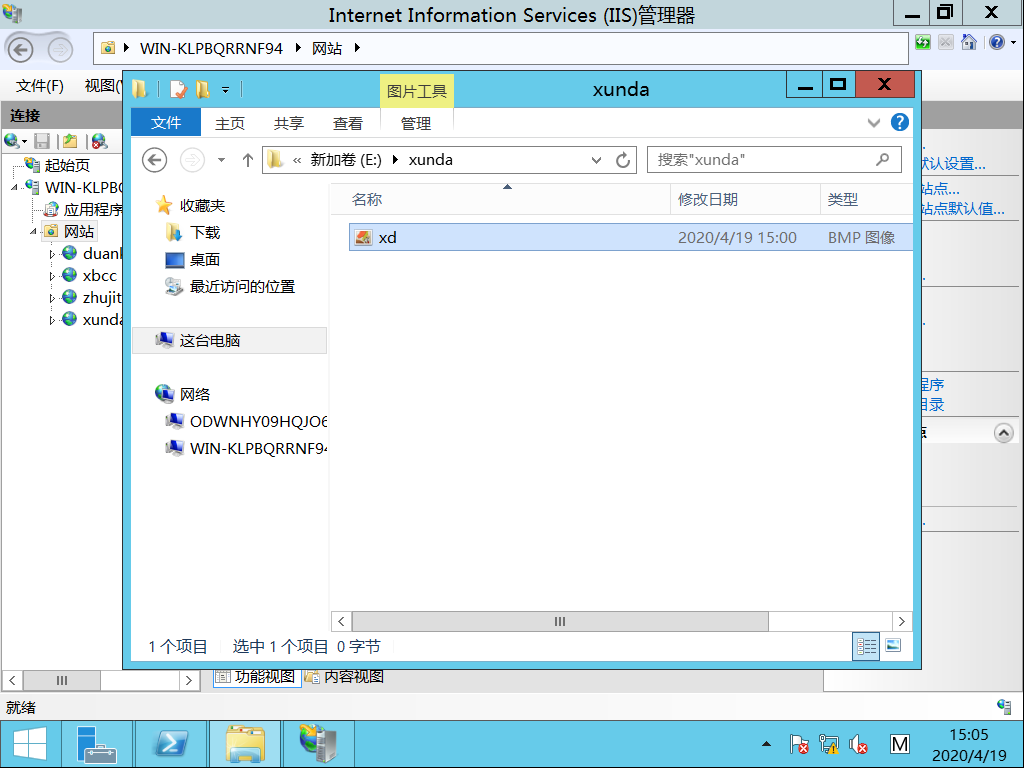 Internet Information Services (IIS)管理器
WIN-KLPBQRRNF94 网站
文件(F) 视图(
连接
起始页
WIN-KLPBQ
应用程序
网站
duan
xbcc
zhujit
xunda
图片工具
xunda
文件 主页 共享 查看 管理
« 新加卷 (E:) xunda
搜索"xunda"
收藏夹
下载
桌面
最近访问的位置
这台电脑
网络
ODWNHY09HQJO6
WIN-KLPBQRRNF94
名称 修改日期 类型
xd 2020/4/19 15:00 BMP 图像
1 个项目 选中 1 个项目 0 字节
认设置...
站点...
站点默认值...
程序
目录
功能视图 内容视图
就绪
M
15:05
2020/4/19